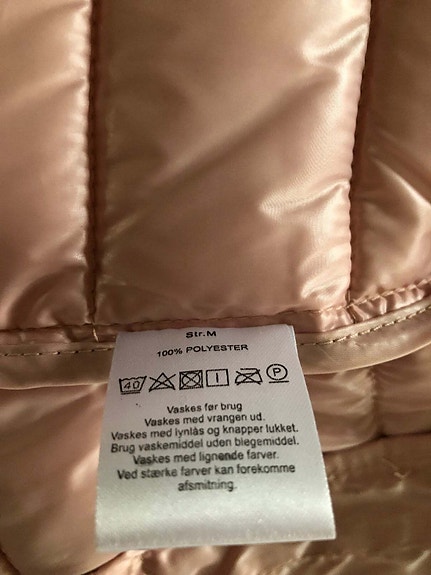 Str.M
100% POLYESTER
40 P
Vaskes før brug
Vaskes med vrangen ud.
Vaskes med lynlås og knapper lukket.
Brug vaskemiddel uden blegemiddel.
Vaskes med lignende farver.
Ved stærke farver kan forekomme
afsmitning.